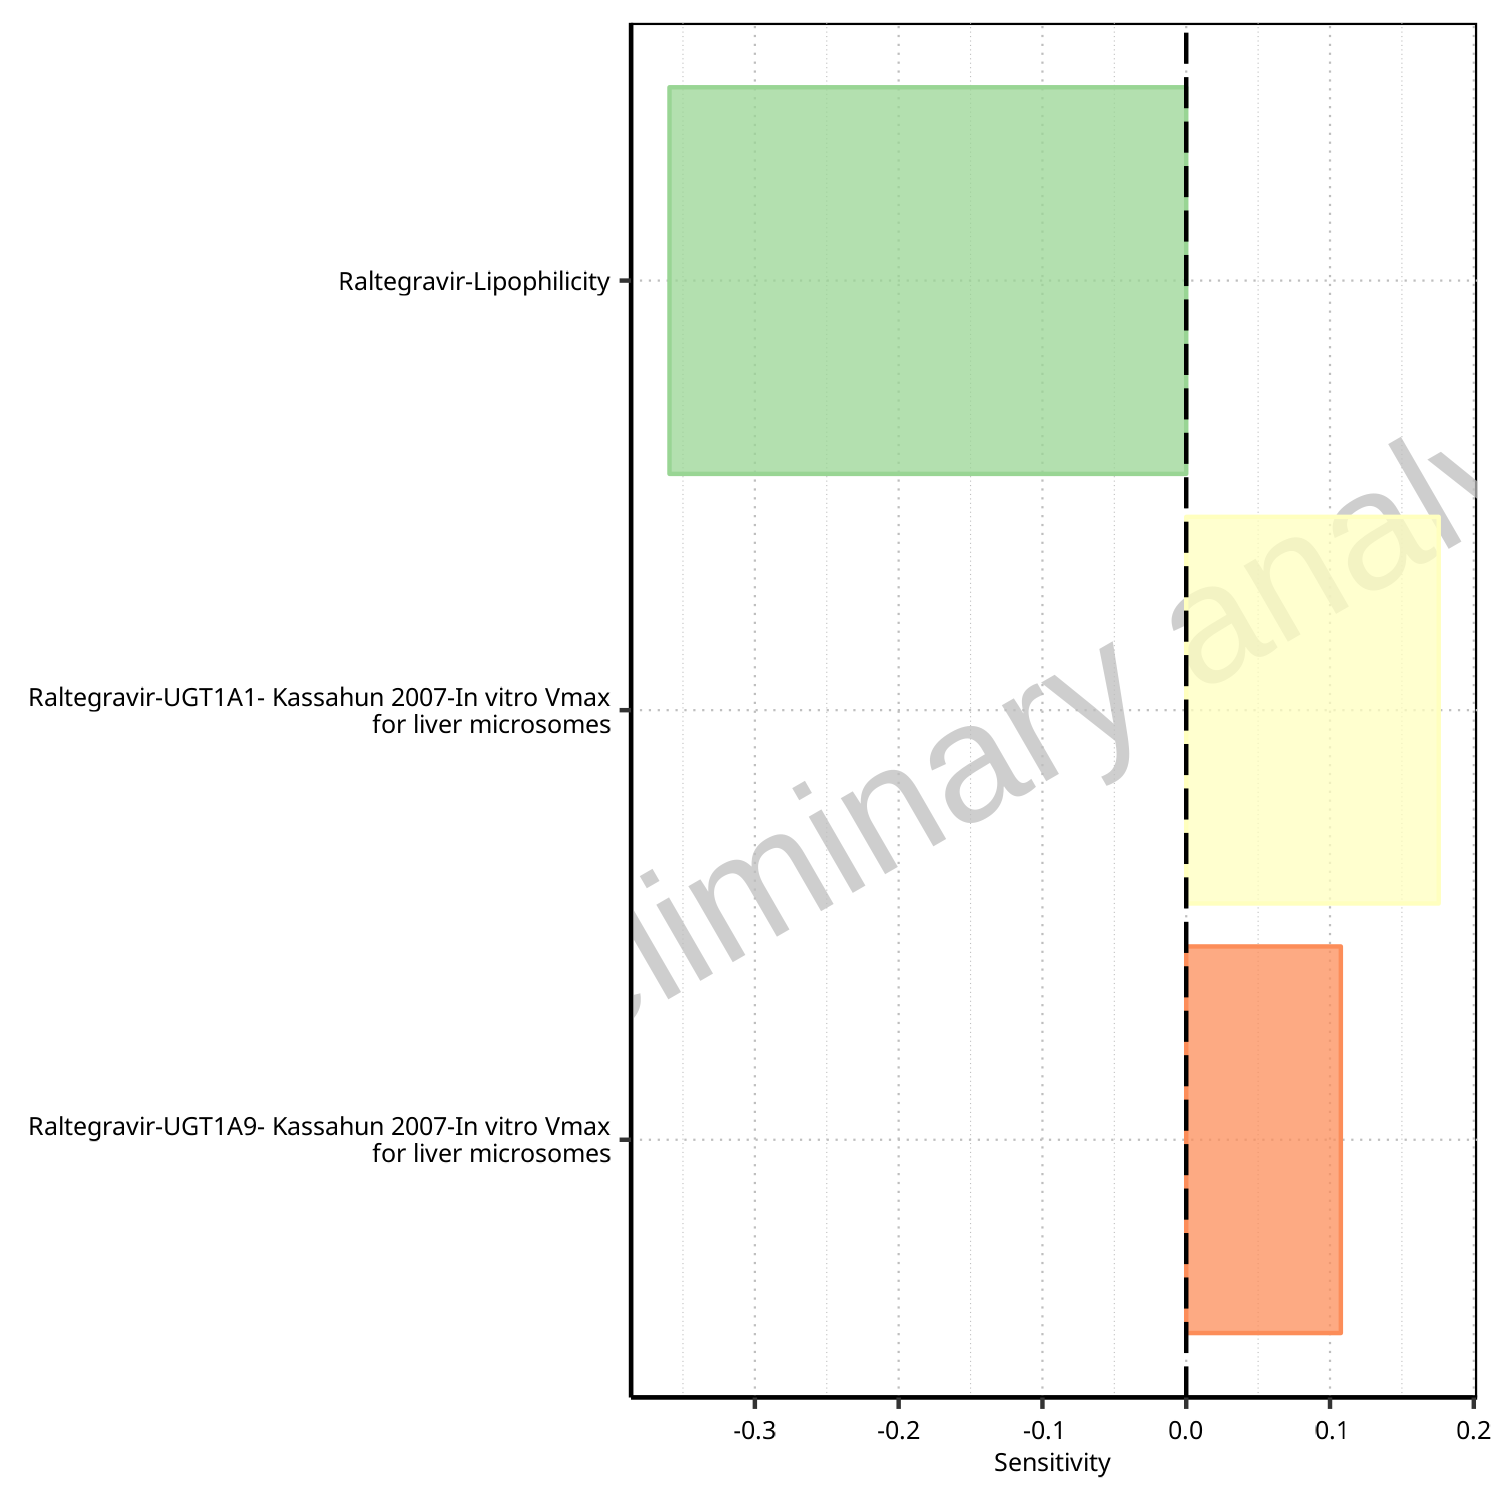 Raltegravir-Lipophilicity
Raltegravir-UGT1A1- Kassahun 2007-In vitro Vmax
for liver microsomes
Raltegravir-UGT1A9- Kassahun 2007-In vitro Vmax
for liver microsomes
liminary analy
-0.3 -0.2 -0.1 0.0 0.1 0.2
Sensitivity